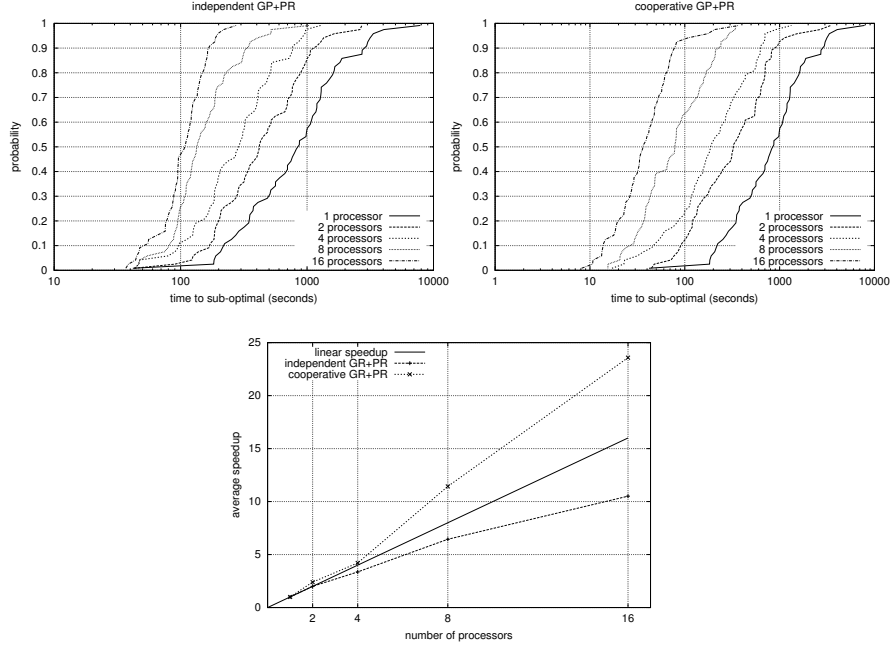 independent GP+PR
probability
1
0.9
0.8
0.7
0.6
0.5
0.4
0.3
0.2
0.1
0
1 processor
2 processors
4 processors
8 processors
16 processors
10
100
1000
10000
time to sub-optimal (seconds)
cooperative GP+PR
probability
1
0.9
0.8
0.7
0.6
0.5
0.4
0.3
0.2
0.1
0
1 processor
2 processors
4 processors
8 processors
16 processors
1
10
100
1000
10000
time to sub-optimal (seconds)
average speedup
25
20
15
10
5
0
linear speedup
independent GR+PR
cooperative GR+PR
2
4
8
16
number of processors